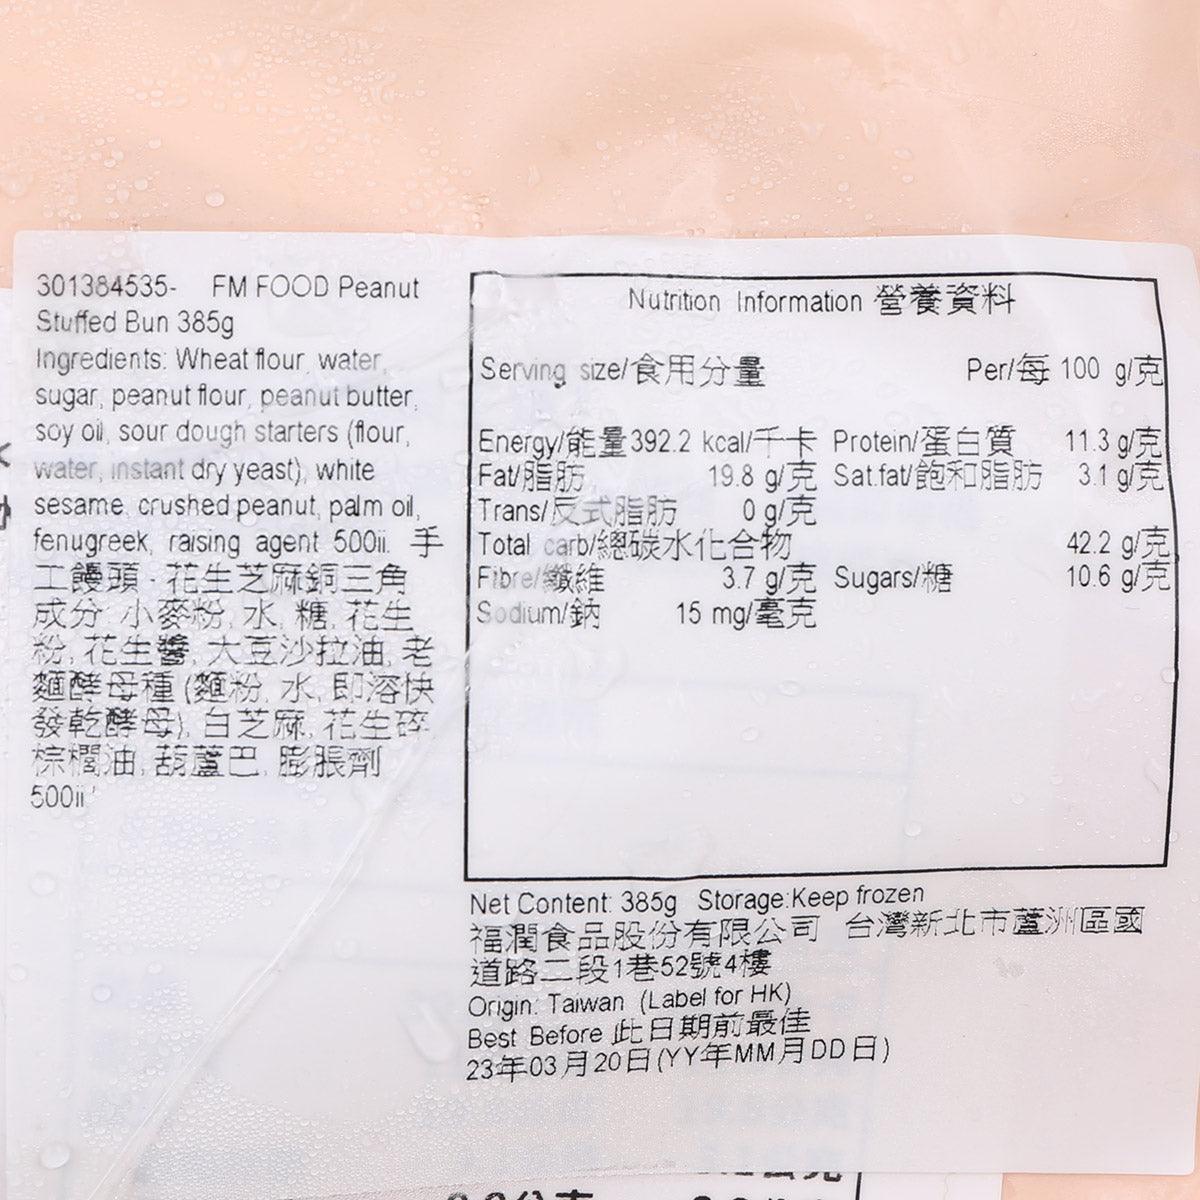 301384535- FM FOOD Peanut
Stuffed Bun 385g
Ingredients: Wheat flour, water,
sugar, peanut flour, peanut butter,
soy oil, sour dough starters (flour,
water, instant dry yeast), white
sesame, crushed peanut, palm oil,
fenugreek, raising agent 500ii. 手
工饅頭 - 花生芝麻銅三角
成分: 小麥粉, 水, 糖, 花生
粉, 花生醬, 大豆沙拉油, 老
麵酵母種 (麵粉, 水, 即溶快
發乾酵母), 白芝麻, 花生碎,
棕櫚油, 葫蘆巴, 膨脹劑
500ii
Nutrition Information 營養資料
Serving size/食用分量 Per/每 100 g/克
Energy/能量 392.2 kcal/千卡 Protein/蛋白質 11.3 g/克
Fat/脂肪 19.8 g/克 Sat.fat/飽和脂肪 3.1 g/克
Trans/反式脂肪 0 g/克
Total carb/總碳水化合物 42.2 g/克
Fibre/纖維 3.7 g/克 Sugars/糖 10.6 g/克
Sodium/鈉 15 mg/毫克
Net Content: 385g Storage:Keep frozen
福潤食品股份有限公司 台灣新北市蘆洲區國
道路二段1巷52號4樓
Origin: Taiwan (Label for HK)
Best Before 此日期前最佳
23年03月20日(YY年MM月DD日)